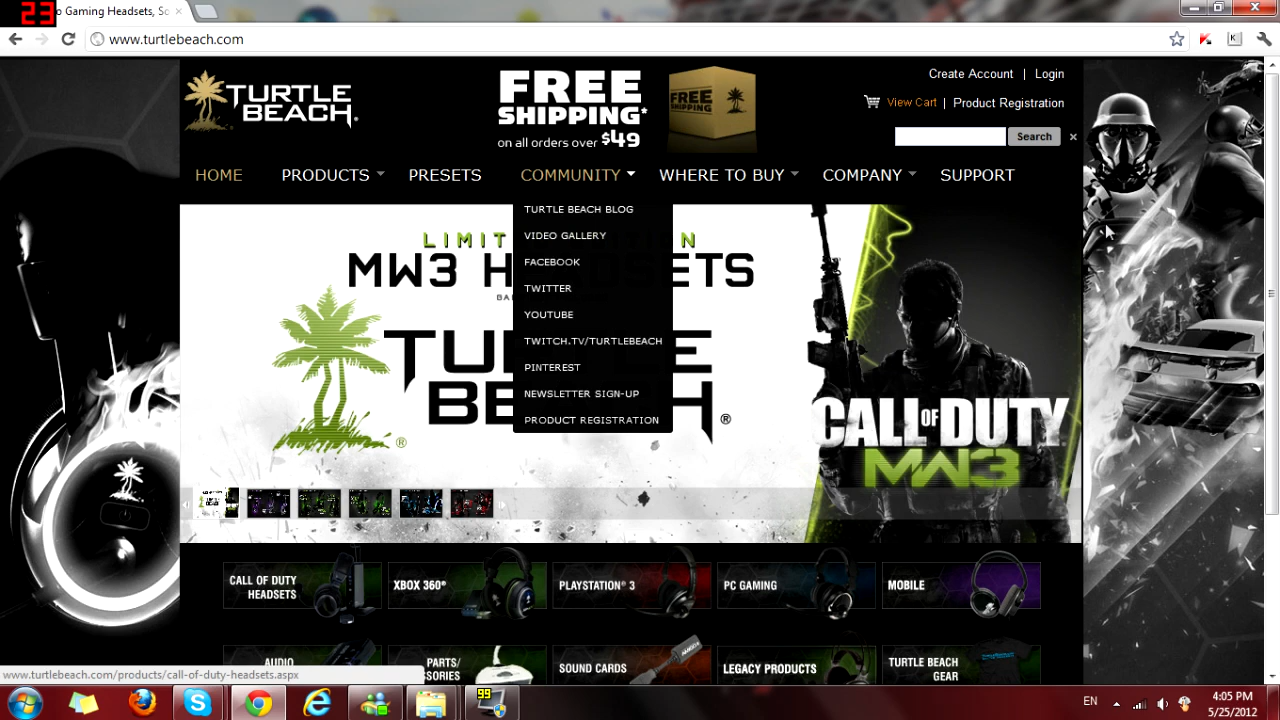 23
o Gaming Headsets, So
www.turtlebeach.com
TURTLE
BEACH.
FREE
SHIPPING*
on all orders over $49
FREE
SHIPPING
Create Account | Login
View Cart | Product Registration
Search
HOME PRODUCTS PRESETS COMMUNITY WHERE TO BUY COMPANY SUPPORT
TURTLE BEACH BLOG
VIDEO GALLERY
FACEBOOK
TWITTER
YOUTUBE
TWITCH.TV/TURTLEBEACH
PINTEREST
NEWSLETTER SIGN-UP
PRODUCT REGISTRATION
LIMIT N
MW3 H SETS
BA
TU E
BE H ®
®
CALL OF DUTY
MW3
CALL OF DUTY
HEADSETS
XBOX 360®
PLAYSTATION® 3
PC GAMING
MOBILE
AUDIO
PARTS/
SORIES
SOUND CARDS
LEGACY PRODUCTS
TURTLE BEACH
GEAR
www.turtlebeach.com/products/call-of-duty-headsets.aspx
99
EN
4:05 PM
5/25/2012